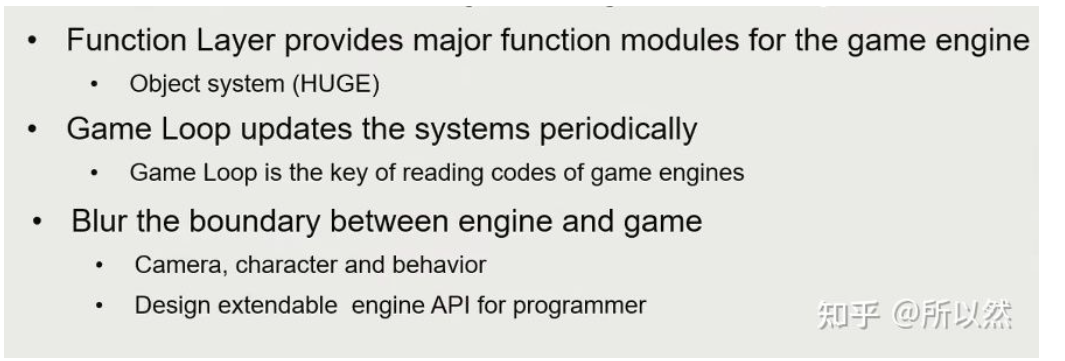 • Function Layer provides major function modules for the game engine
• Object system (HUGE)
• Game Loop updates the systems periodically
• Game Loop is the key of reading codes of game engines
• Blur the boundary between engine and game
• Camera, character and behavior
• Design extendable engine API for programmer
知乎 @所以然